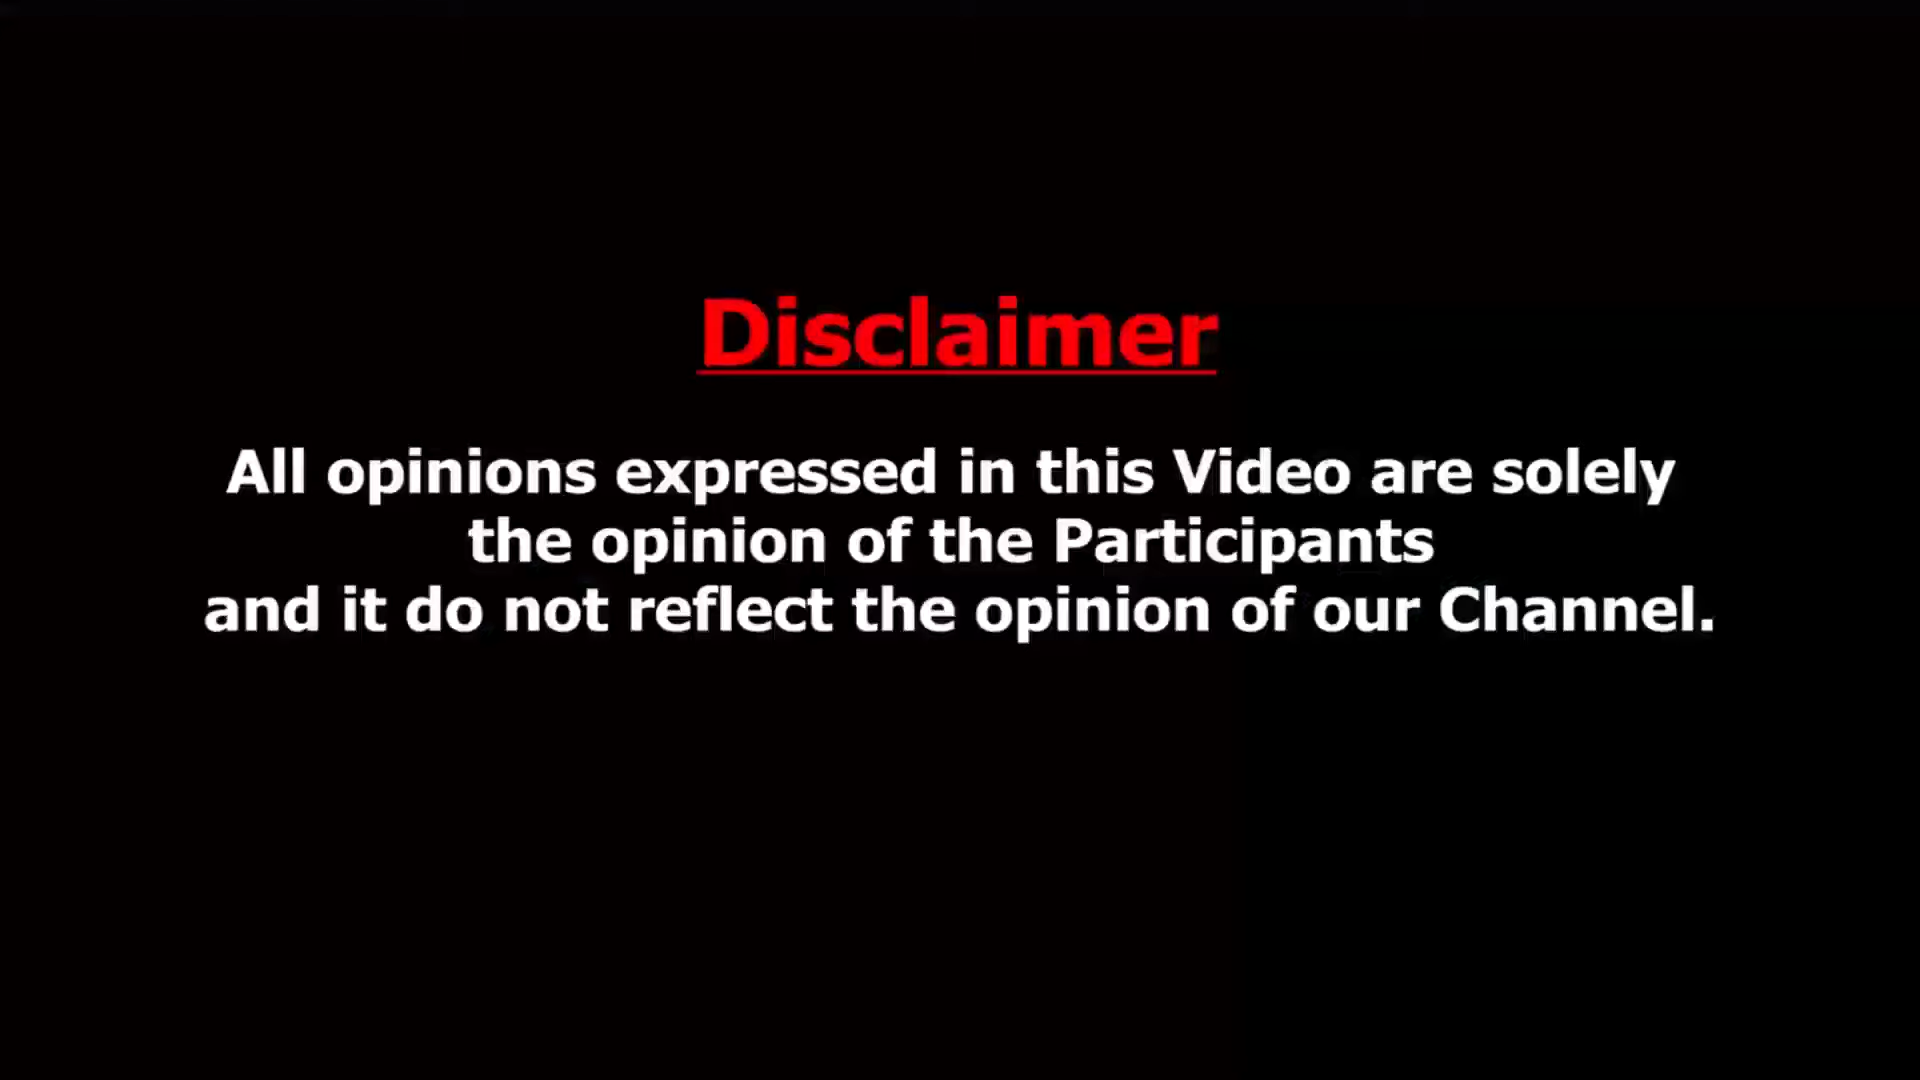 Disclaimer
All opinions expressed in this Video are solely
the opinion of the Participants
and it do not reflect the opinion of our Channel.